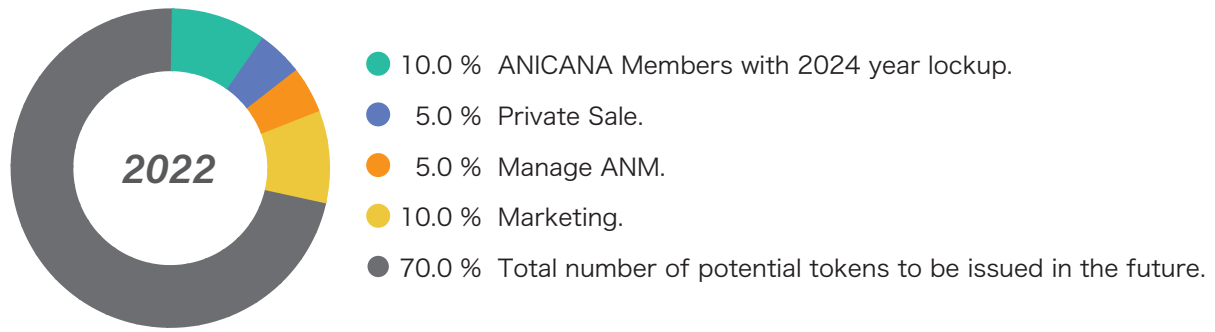 2022
10.0 % ANICANA Members with 2024 year lockup.
5.0 % Private Sale.
5.0 % Manage ANM.
10.0 % Marketing.
70.0 % Total number of potential tokens to be issued in the future.